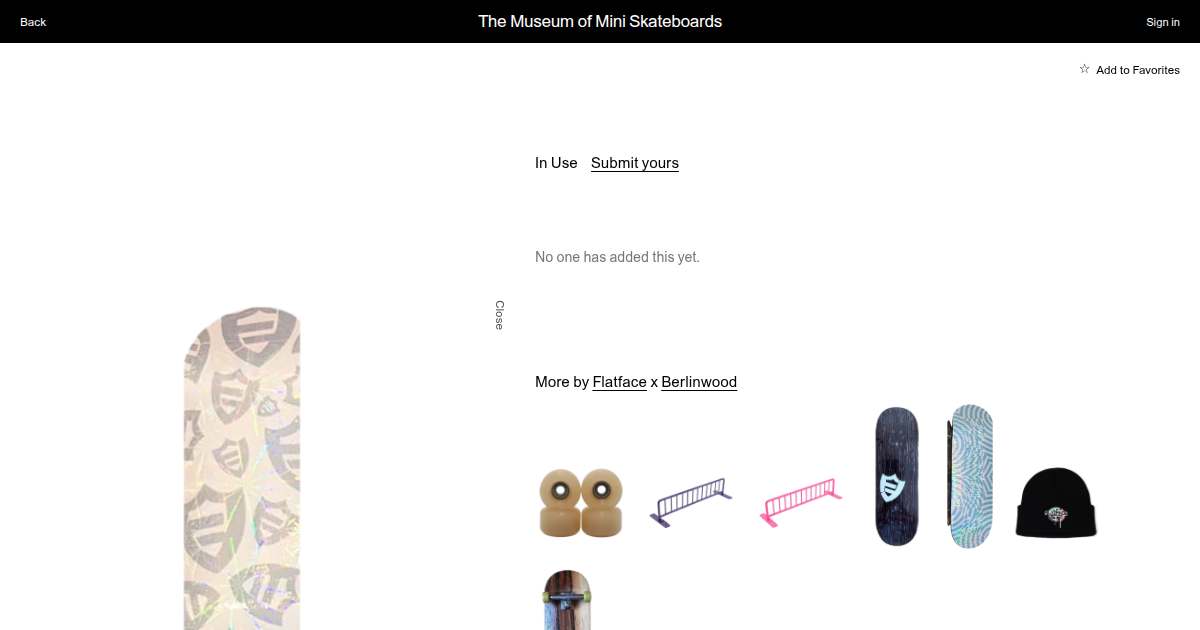 Back
The Museum of Mini Skateboards
Sign in
☆ Add to Favorites
In Use Submit yours
No one has added this yet.
Close
More by Flatface x Berlinwood